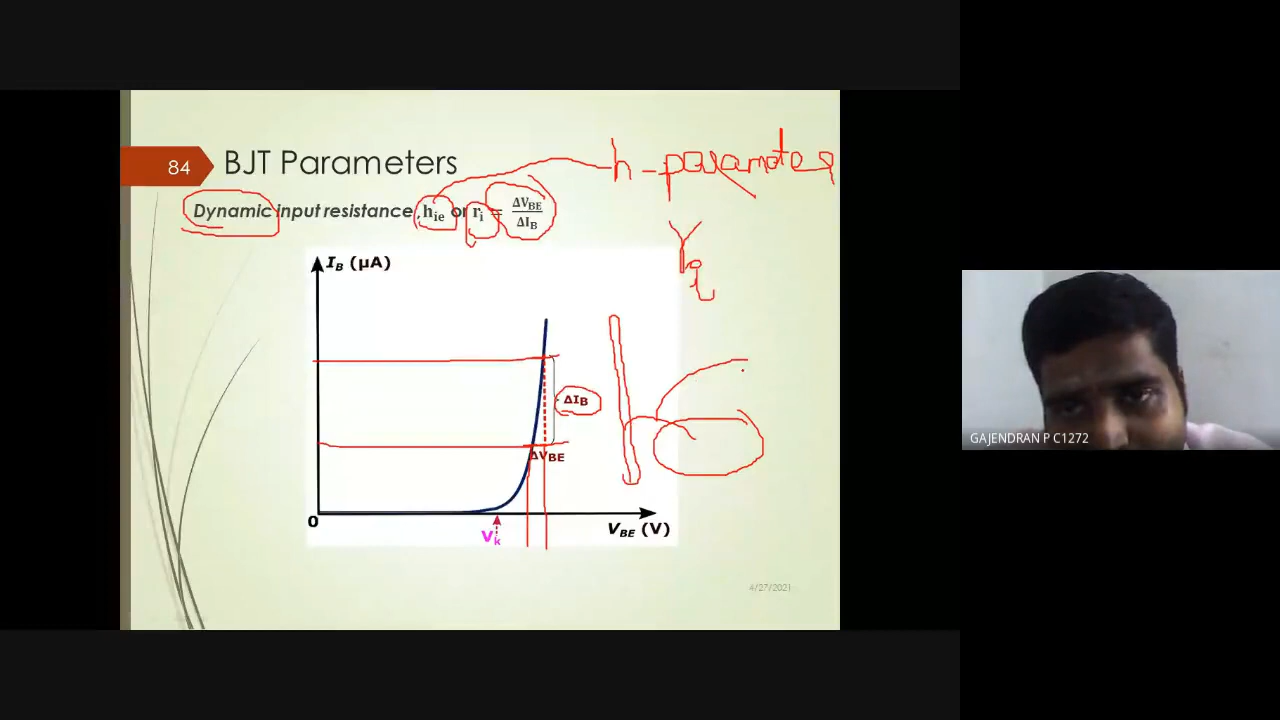 84
BJT Parameters
h - parameter
Dynamic input resistance ,hie or ri = ΔVBE
ΔIB
IB (μA)
ΔIB
ΔVBE
0
Vk
VBE (V)
GAJENDRAN P C1272
4/27/2021